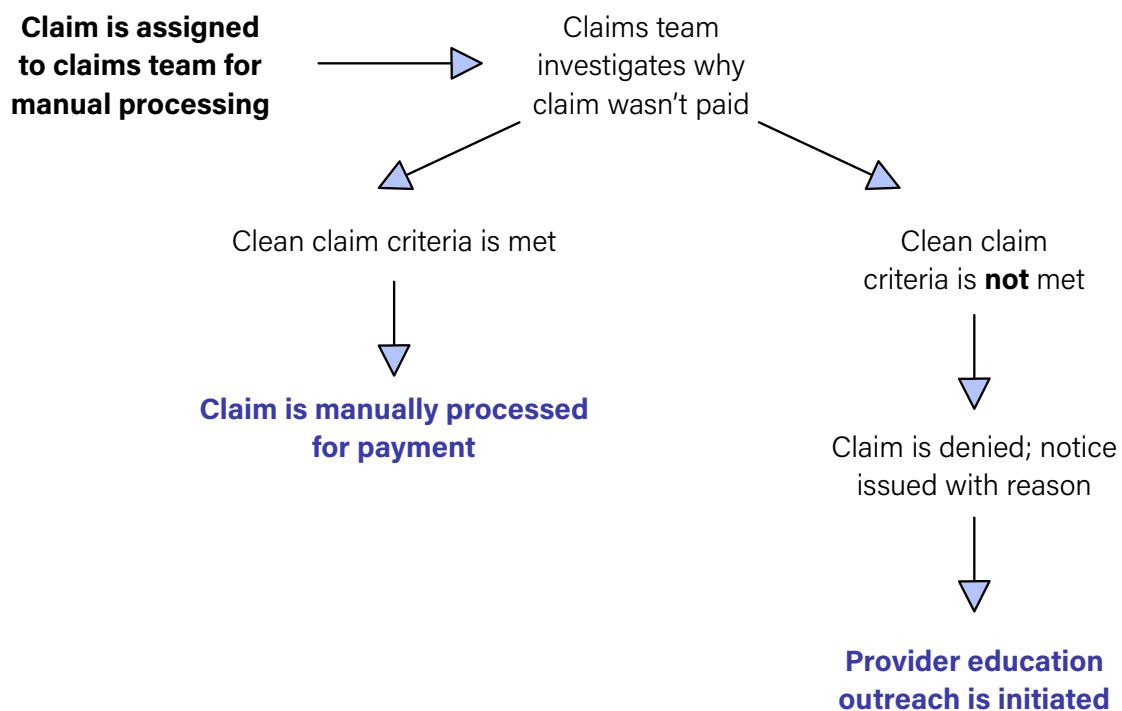 Claim is assigned
to claims team for
manual processing
Claims team
investigates why
claim wasn't paid
Clean claim criteria is met
Claim is manually processed
for payment
Clean claim
criteria is not met
Claim is denied; notice
issued with reason
Provider education
outreach is initiated